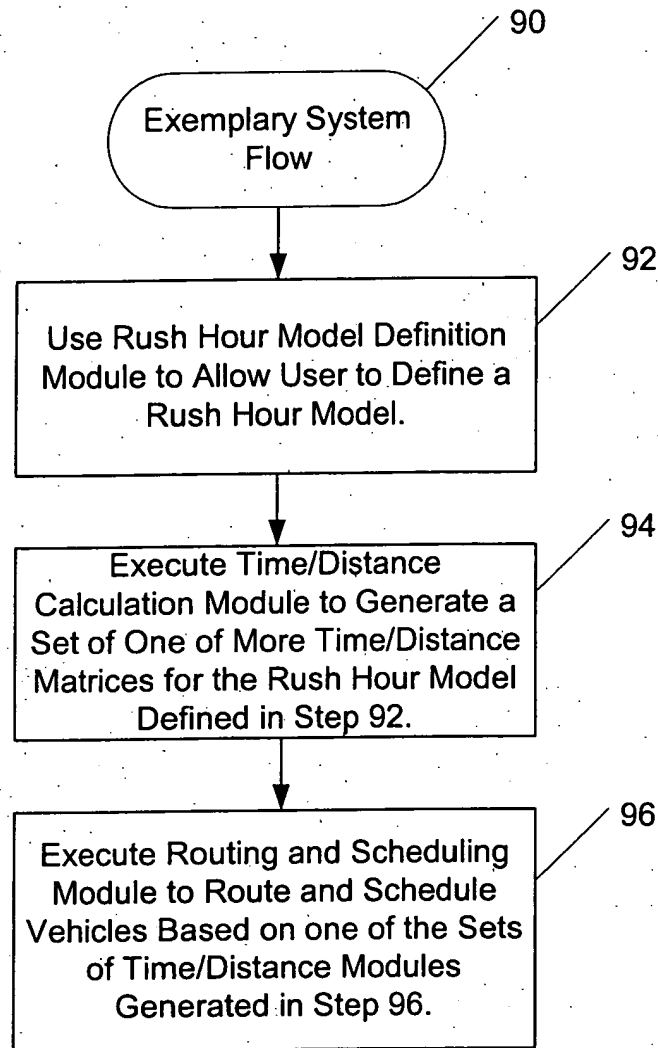 90
Exemplary System
Flow
92
Use Rush Hour Model Definition
Module to Allow User to Define a
Rush Hour Model.
94
Execute Time/Distance
Calculation Module to Generate a
Set of One of More Time/Distance
Matrices for the Rush Hour Model
Defined in Step 92.
96
Execute Routing and Scheduling
Module to Route and Schedule
Vehicles Based on one of the Sets
of Time/Distance Modules
Generated in Step 96.